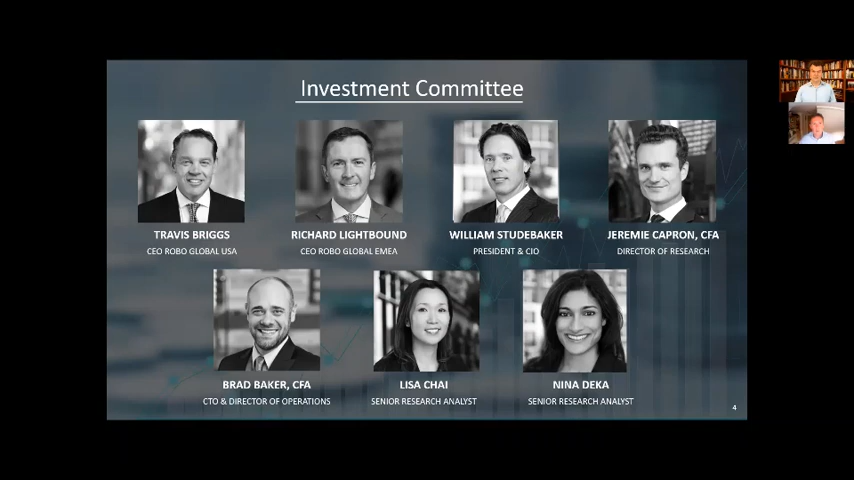 Investment Committee
TRAVIS BRIGGS
CEO ROBO GLOBAL USA
RICHARD LIGHTBOUND
CEO ROBO GLOBAL EMEA
WILLIAM STUDEBAKER
PRESIDENT & CIO
JEREMIE CAPRON, CFA
DIRECTOR OF RESEARCH
BRAD BAKER, CFA
CTO & DIRECTOR OF OPERATIONS
LISA CHAI
SENIOR RESEARCH ANALYST
NINA DEKA
SENIOR RESEARCH ANALYST
4